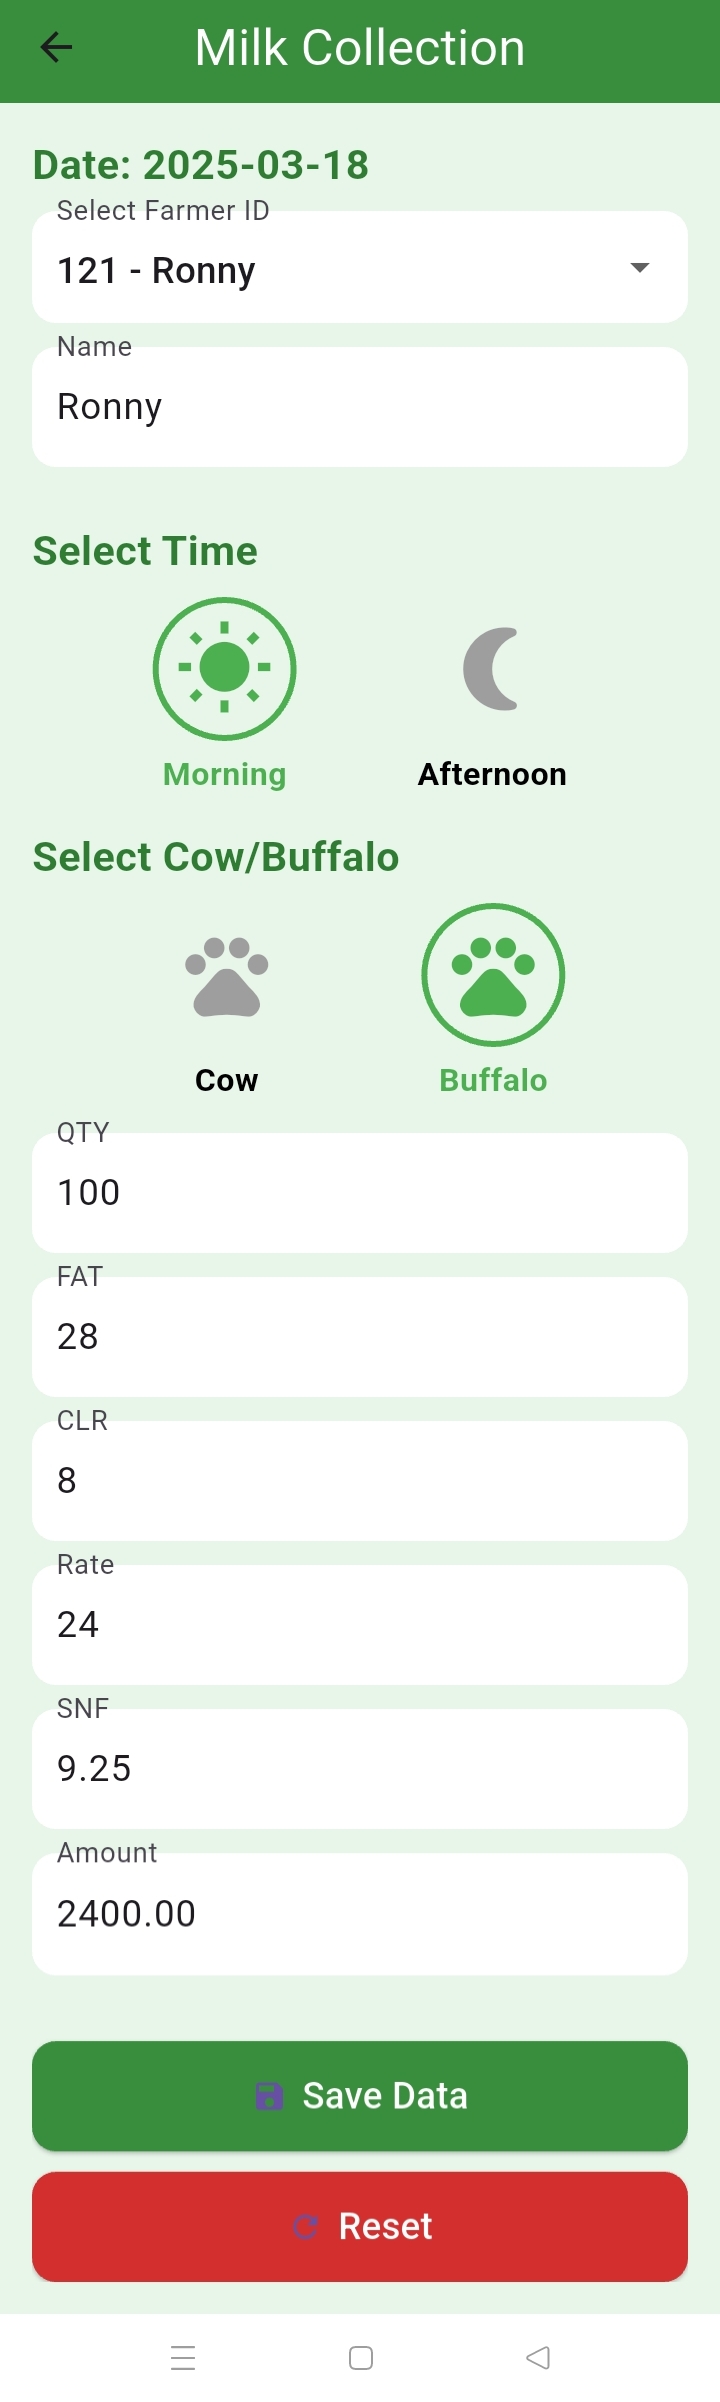 Milk Collection
Date: 2025-03-18
Select Farmer ID
121 - Ronny
Name
Ronny
Select Time
Morning
Afternoon
Select Cow/Buffalo
Cow
Buffalo
QTY
100
FAT
28
CLR
8
Rate
24
SNF
9.25
Amount
2400.00
Save Data
Reset